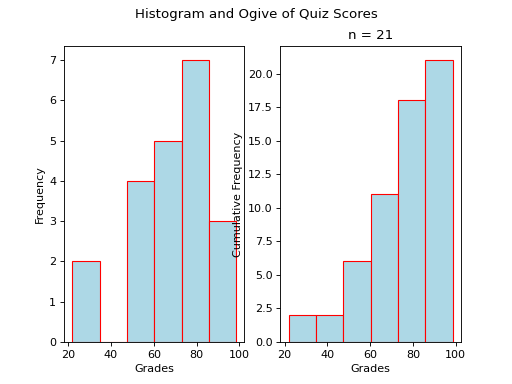 Histogram and Ogive of Quiz Scores
n = 21
Frequency
7
6
5
4
3
2
1
0
20 40 60 80 100
Grades
Cumulative Frequency
20.0
17.5
15.0
12.5
10.0
7.5
5.0
2.5
0.0
20 40 60 80 100
Grades